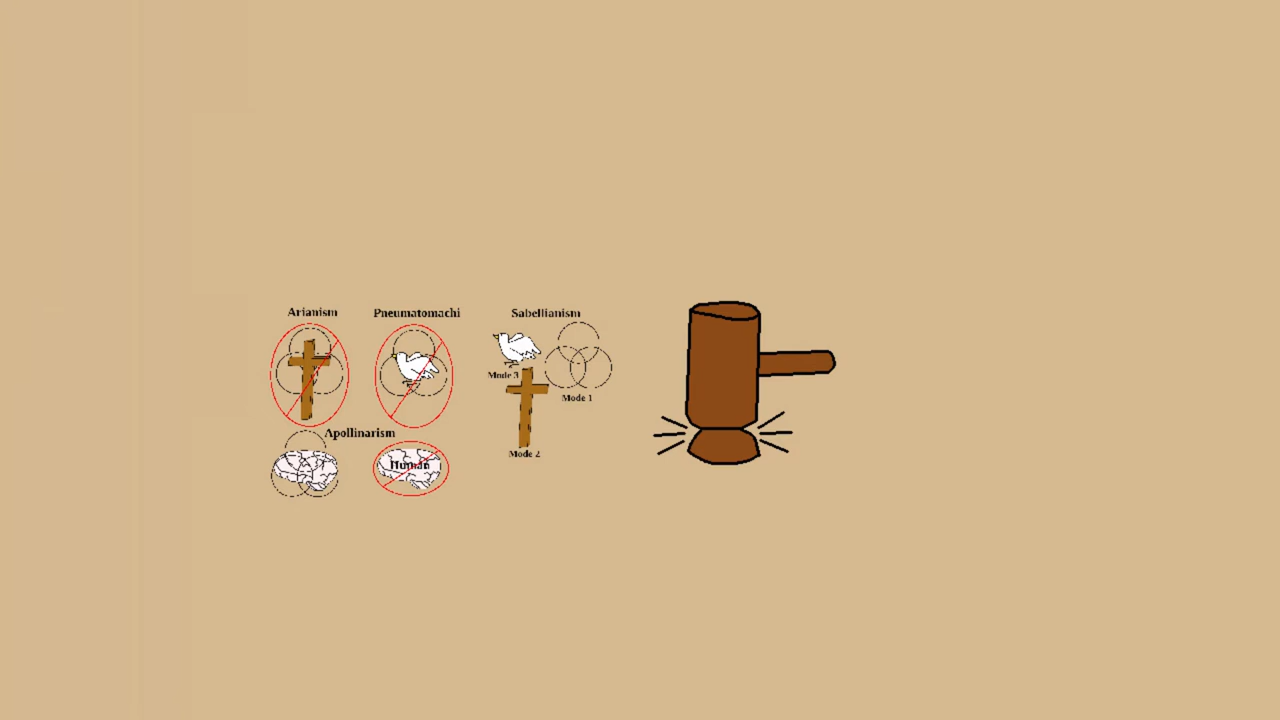 Arianism
Pneumatomachi
Sabellianism
Mode 3
Mode 1
Apollinarism
Mode 2
Human